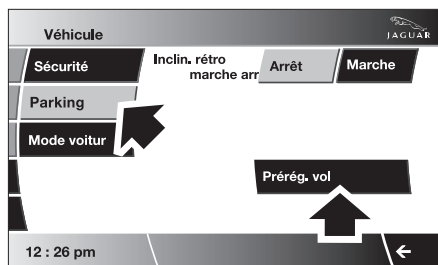 Véhicule
JAGUAR
Sécurité
Inclin. rétro
marche arr
Arrêt
Marche
Parking
Mode voitur
Prérég. vol
12 : 26 pm